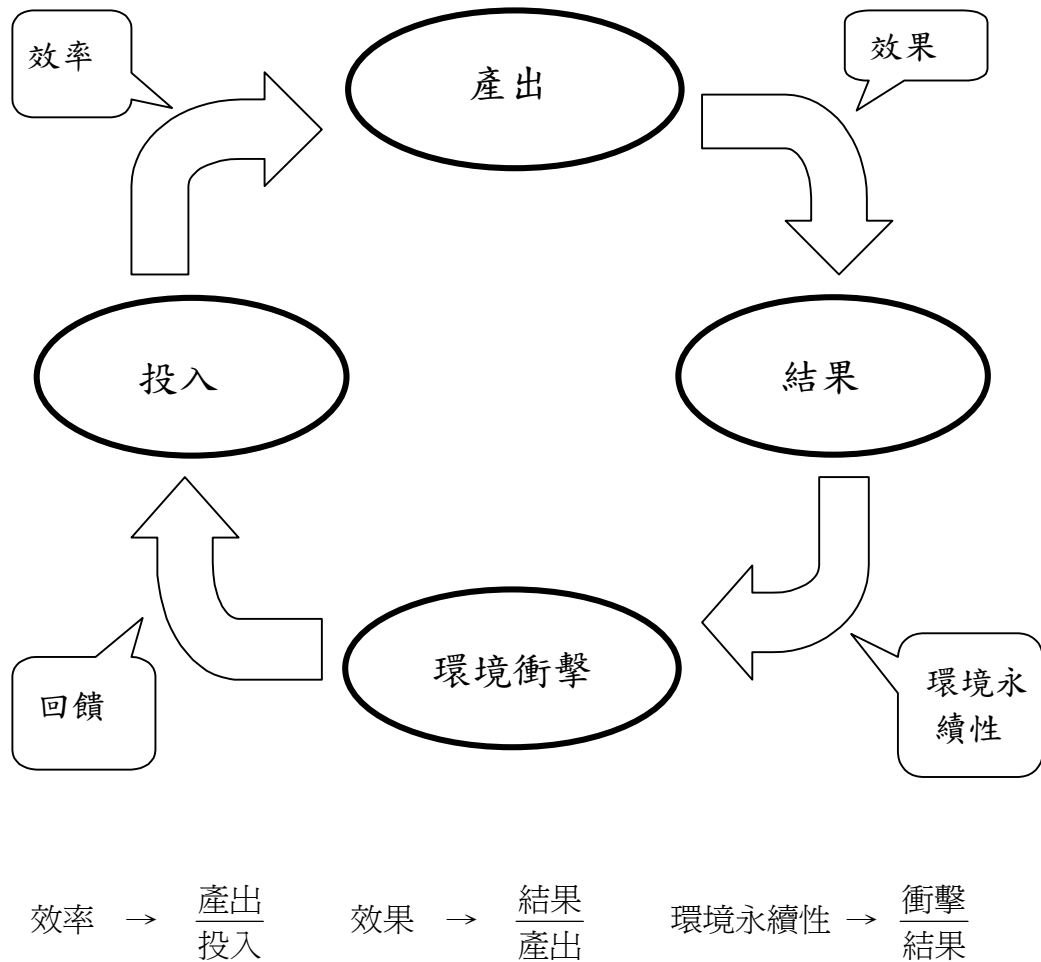 效率
產出
效果
投入
結果
回饋
環境衝擊
環境永
續性
效率 → 產出/投入 效果 → 結果/產出 環境永續性 → 衝擊/結果